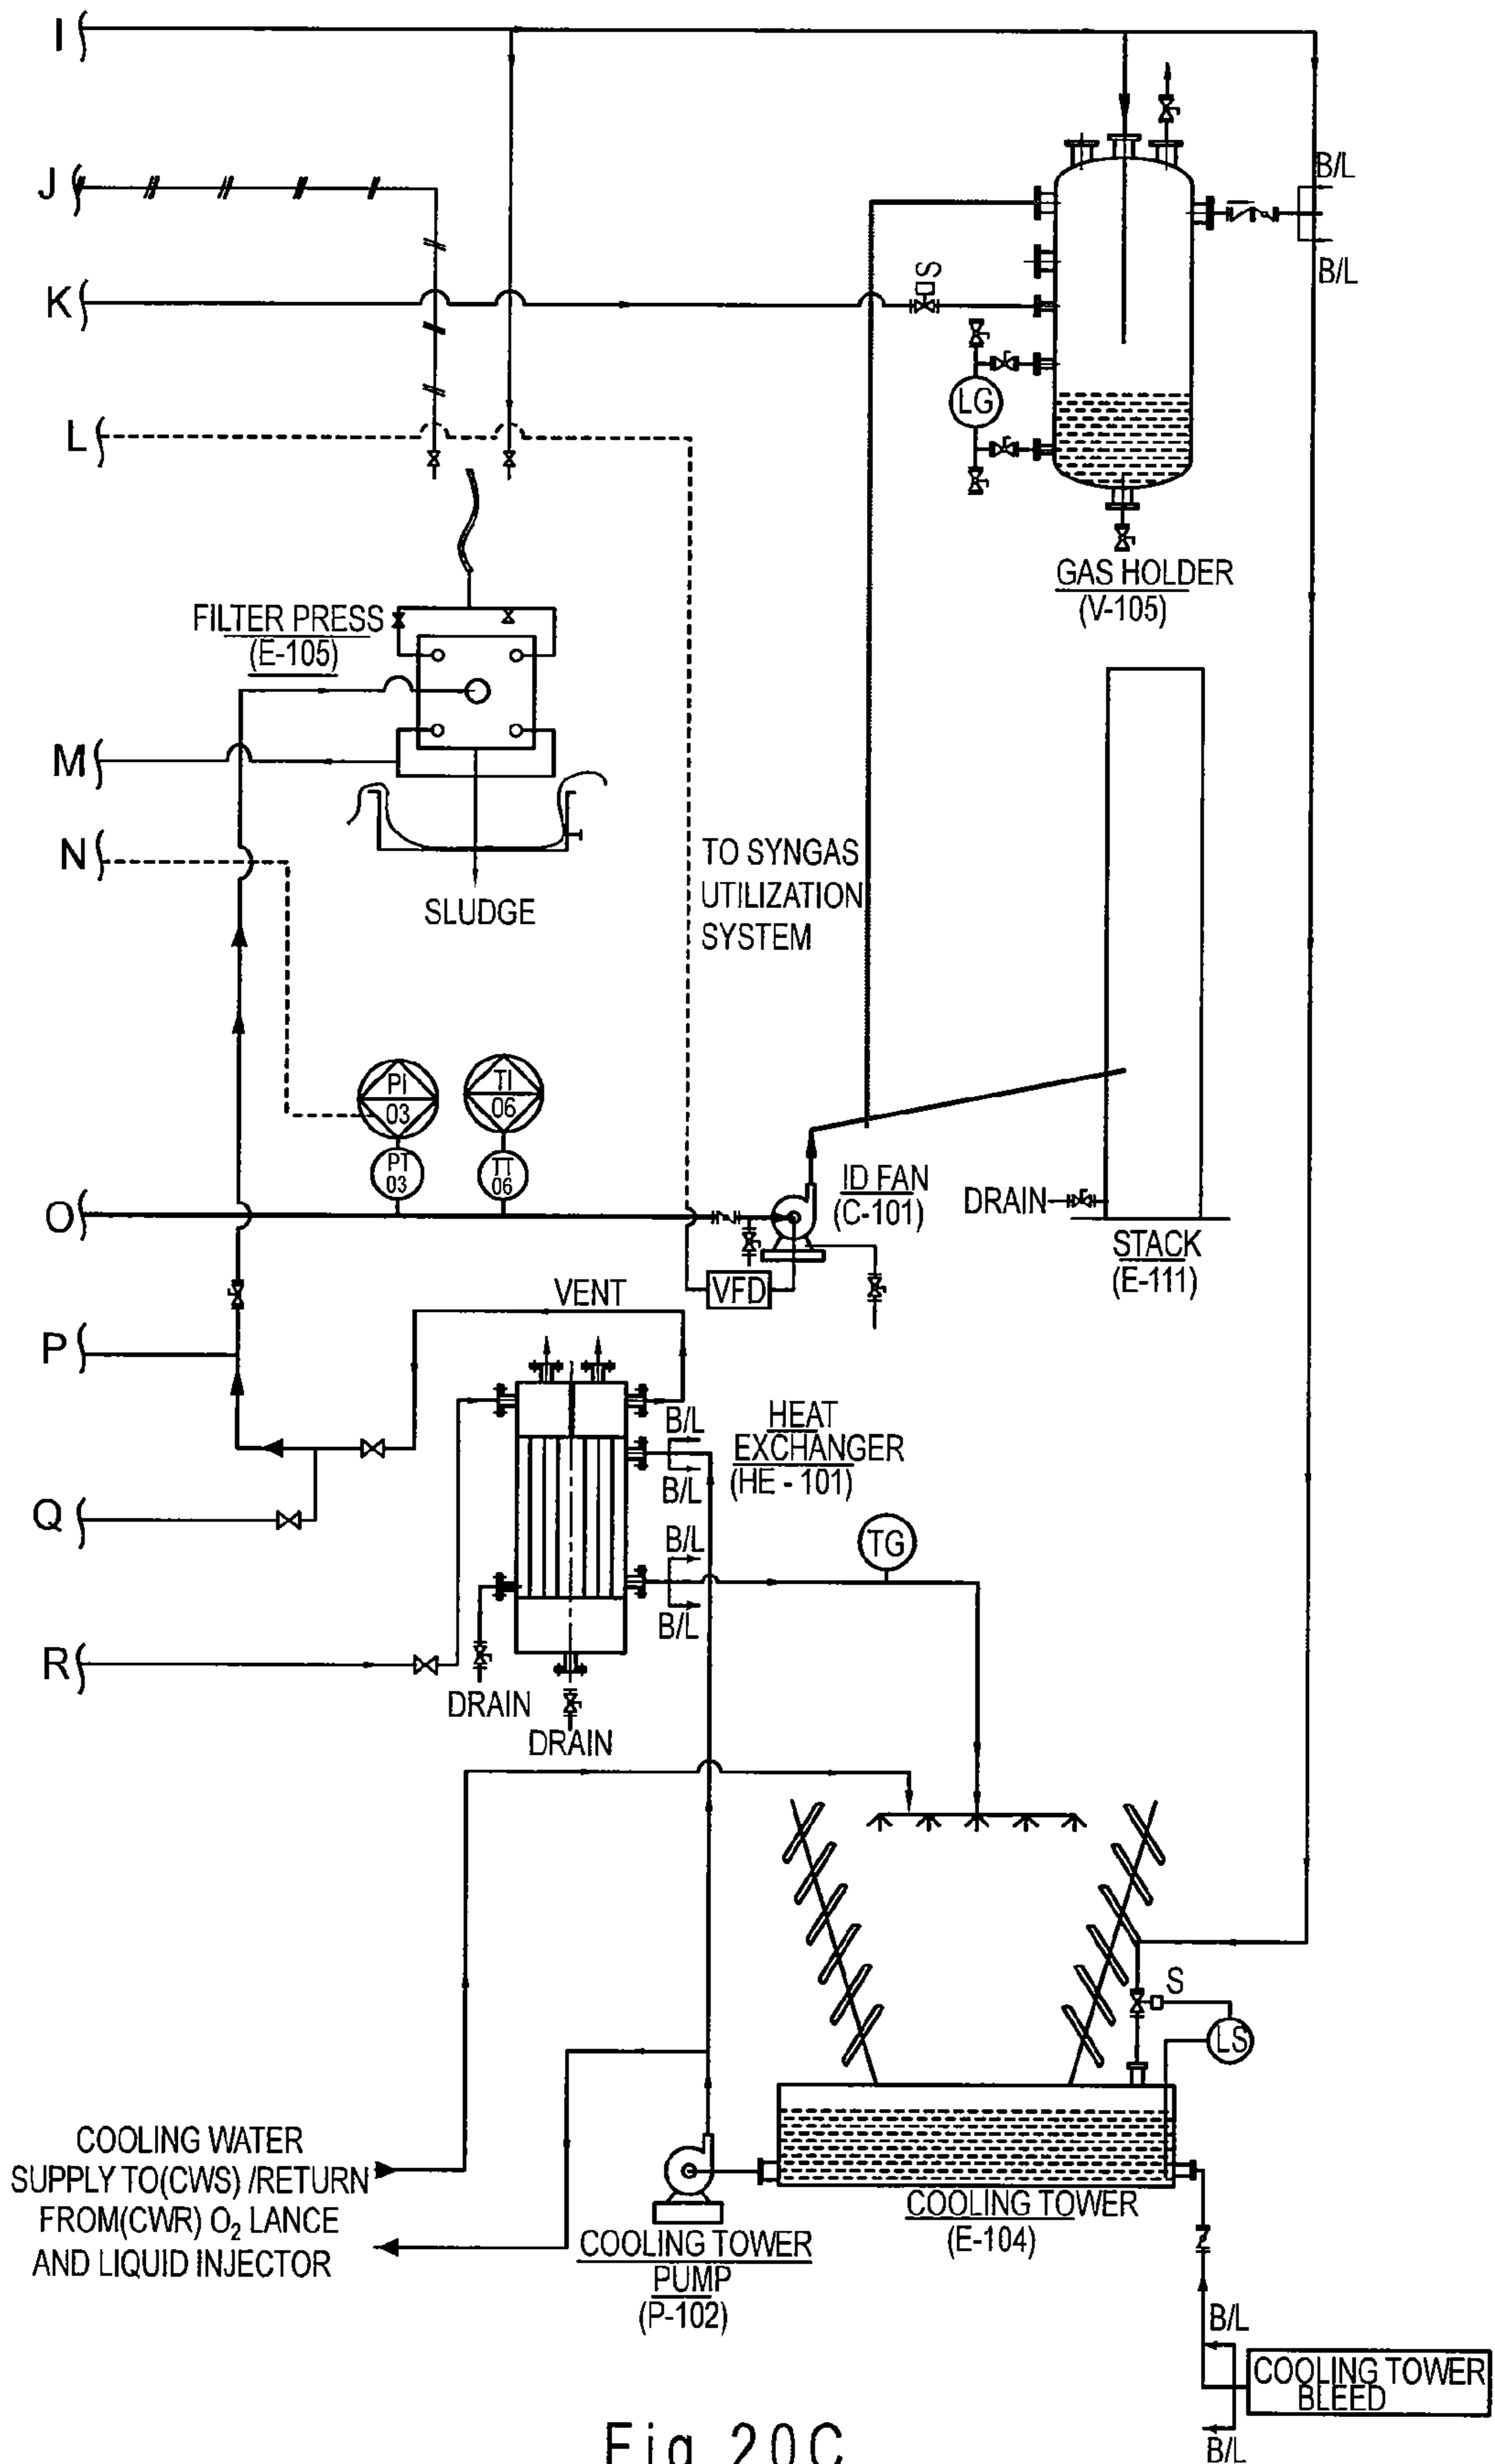 I
J
B/L
B/L
K
S
L
LG
GAS HOLDER
(V-105)
FILTER PRESS
(E-105)
M
N
TO SYNGAS
UTILIZATION
SYSTEM
SLUDGE
PI
03
TI
06
PT
03
TT
06
O
ID FAN
(C-101)
DRAIN
STACK
(E-111)
VFD
VENT
P
B/L
B/L
HEAT
EXCHANGER
(HE - 101)
Q
B/L
B/L
TG
R
DRAIN
DRAIN
S
LS
COOLING WATER
SUPPLY TO(CWS) /RETURN
FROM(CWR) O₂ LANCE
AND LIQUID INJECTOR
COOLING TOWER
PUMP
(P-102)
COOLING TOWER
(E-104)
B/L
COOLING TOWER
BLEED
B/L
Fig 20C